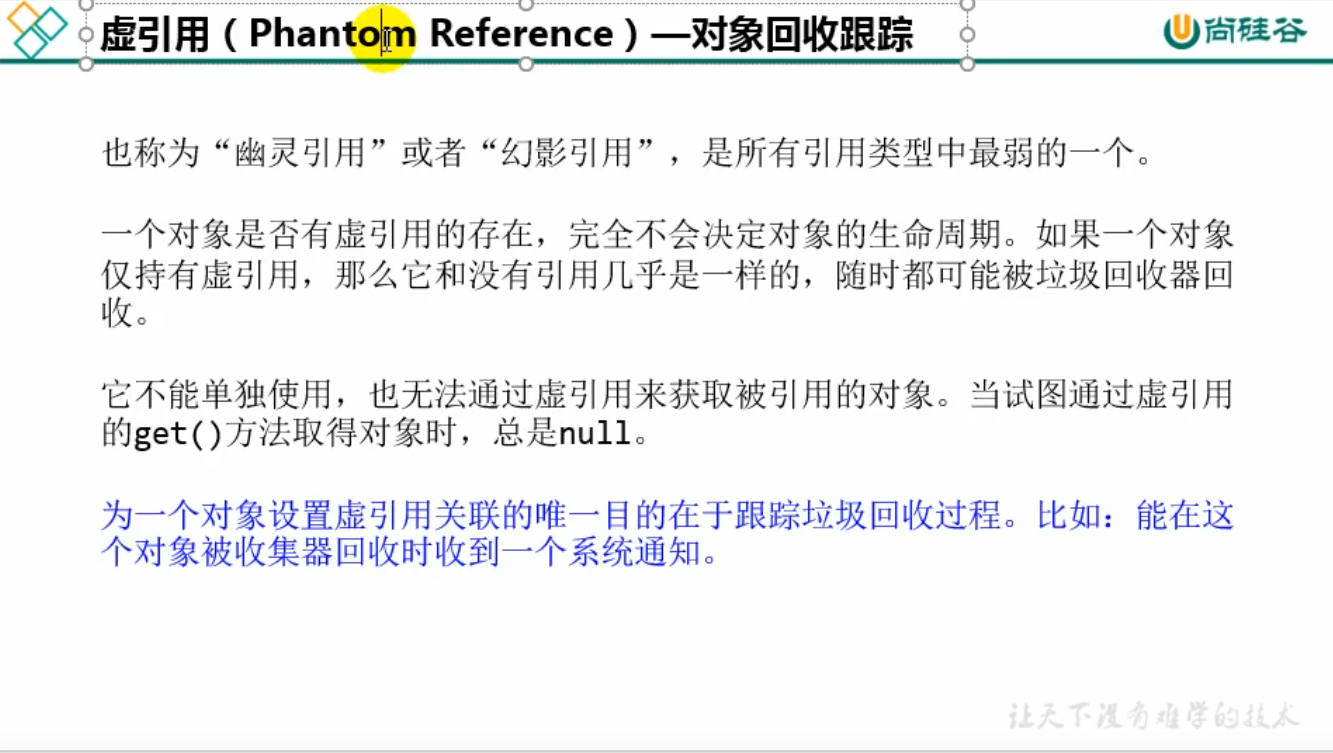 虚引用（Phantom Reference）—对象回收跟踪
尚硅谷
也称为“幽灵引用”或者“幻影引用”，是所有引用类型中最弱的一个。
一个对象是否有虚引用的存在，完全不会决定对象的生命周期。如果一个对象
仅持有虚引用，那么它和没有引用几乎是一样的，随时都可能被垃圾回收器回
收。
它不能单独使用，也无法通过虚引用来获取被引用的对象。当试图通过虚引用
的get()方法取得对象时，总是null。
为一个对象设置虚引用关联的唯一目的在于跟踪垃圾回收过程。比如：能在这
个对象被收集器回收时收到一个系统通知。
让天下没有难学的技术